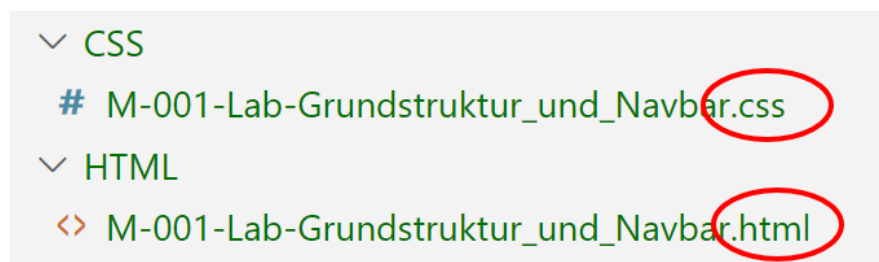 CSS
# M-001-Lab-Grundstruktur_und_Navbar.css
HTML
<> M-001-Lab-Grundstruktur_und_Navbar.html